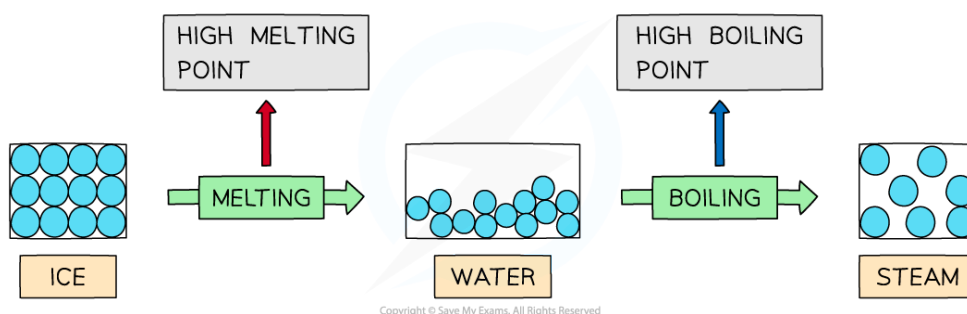 HIGH MELTING
POINT
HIGH BOILING
POINT
MELTING
BOILING
ICE
WATER
STEAM
Copyright © Save My Exams. All Rights Reserved